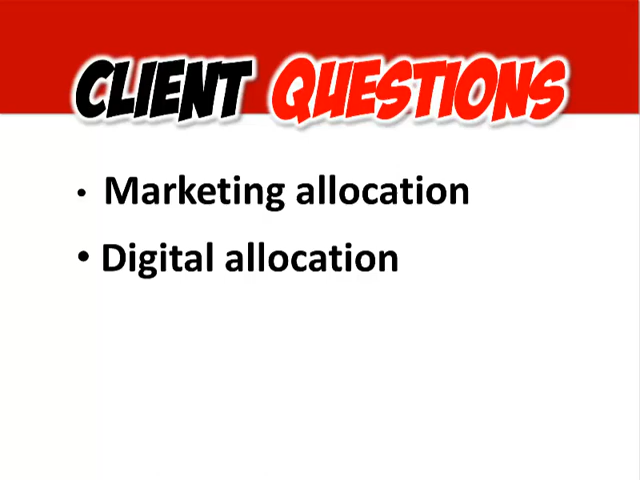 CLIENT QUESTIONS
• Marketing allocation
• Digital allocation